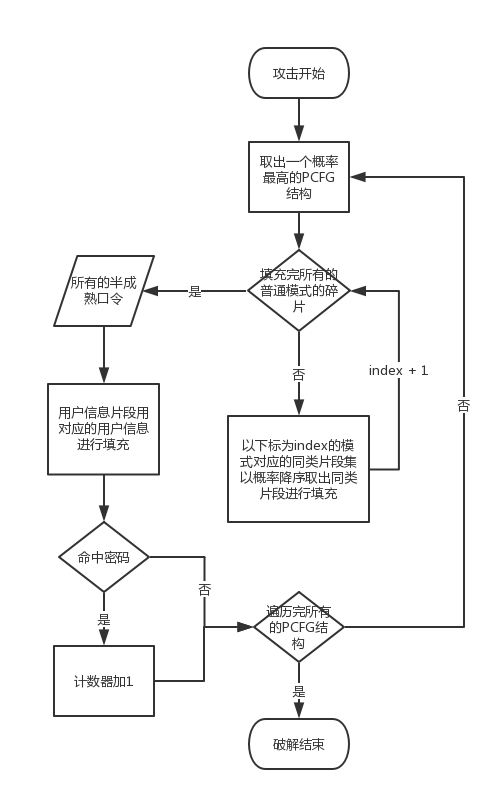 攻击开始
取出一个概率
最高的PCFG
结构
填充完所有的
普通模式的碎
片
是
所有的半成
熟口令
否
index + 1
用户信息片段用
对应的用户信息
进行填充
以下标为index的模
式对应的同类片段集
以概率降序取出同类
片段进行填充
否
命中密码
否
是
遍历完所有
的PCFG结
构
计数器加1
是
破解结束